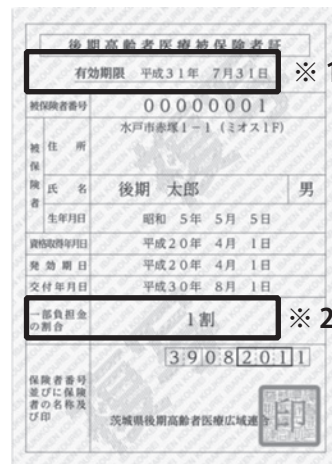 後期高齢者医療被保険者証
有効期限 平成31年 7月31日 ※1
被保険者番号 00000001
水戸市赤塚1-1 (ミオス1F)
住所
被保険者
氏名 後期 太郎 男
生年月日 昭和 5年 5月 5日
資格取得年月日 平成20年 4月 1日
発効期日 平成20年 4月 1日
交付年月日 平成30年 8月 1日
一部負担金の割合 1割 ※2
39082011
保険者番号
並びに保険
者の名称及
び印
茨城県後期高齢者医療広域連合
印